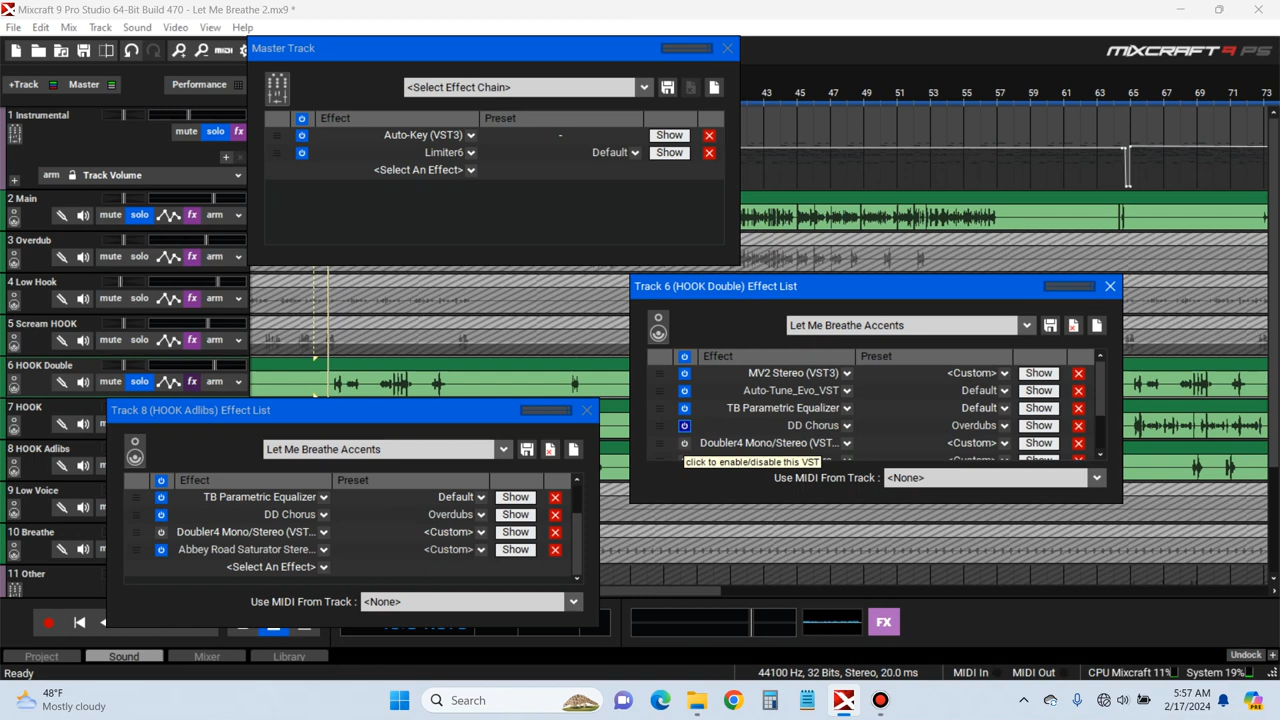 Mixcraft 9 Pro Studio 64-Bit Build 470 - Let Me Breathe 2.mx9 *
File Edit Mix Track Sound Video View Help
MIXCRAFT 9 PS
+Track Master Performance
43 45 47 49 51 53 55 57 59 61 63 65 67 69 71 73
1 Instrumental
mute solo fx
arm Track Volume
2 Main
mute solo fx arm
3 Overdub
mute solo fx arm
4 Low Hook
mute solo fx arm
5 Scream HOOK
mute solo fx arm
6 HOOK Double
mute solo fx arm
7 HOOK
8 HOOK Adlibs
9 Low Voice
10 Breathe
11 Other
Master Track
<Select Effect Chain>
Effect Preset
Auto-Key (VST3) - Show
Limiter6 Default Show
<Select An Effect>
Track 6 (HOOK Double) Effect List
Let Me Breathe Accents
Effect Preset
MV2 Stereo (VST3) <Custom> Show
Auto-Tune_Evo_VST Default Show
TB Parametric Equalizer Default Show
DD Chorus Overdubs Show
Doubler4 Mono/Stereo (VST... <Custom> Show
click to enable/disable this VST
Use MIDI From Track : <None>
Track 8 (HOOK Adlibs) Effect List
Let Me Breathe Accents
Effect Preset
TB Parametric Equalizer Default Show
DD Chorus Overdubs Show
Doubler4 Mono/Stereo (VST... <Custom> Show
Abbey Road Saturator Stere... <Custom> Show
<Select An Effect>
Use MIDI From Track : <None>
FX
Project Sound Mixer Library Undock
Ready 44100 Hz, 32 Bits, Stereo, 20.0 ms MIDI In MIDI Out CPU Mixcraft 11% System 19%
48°F
Mostly cloudy
Search
5:57 AM
2/17/2024